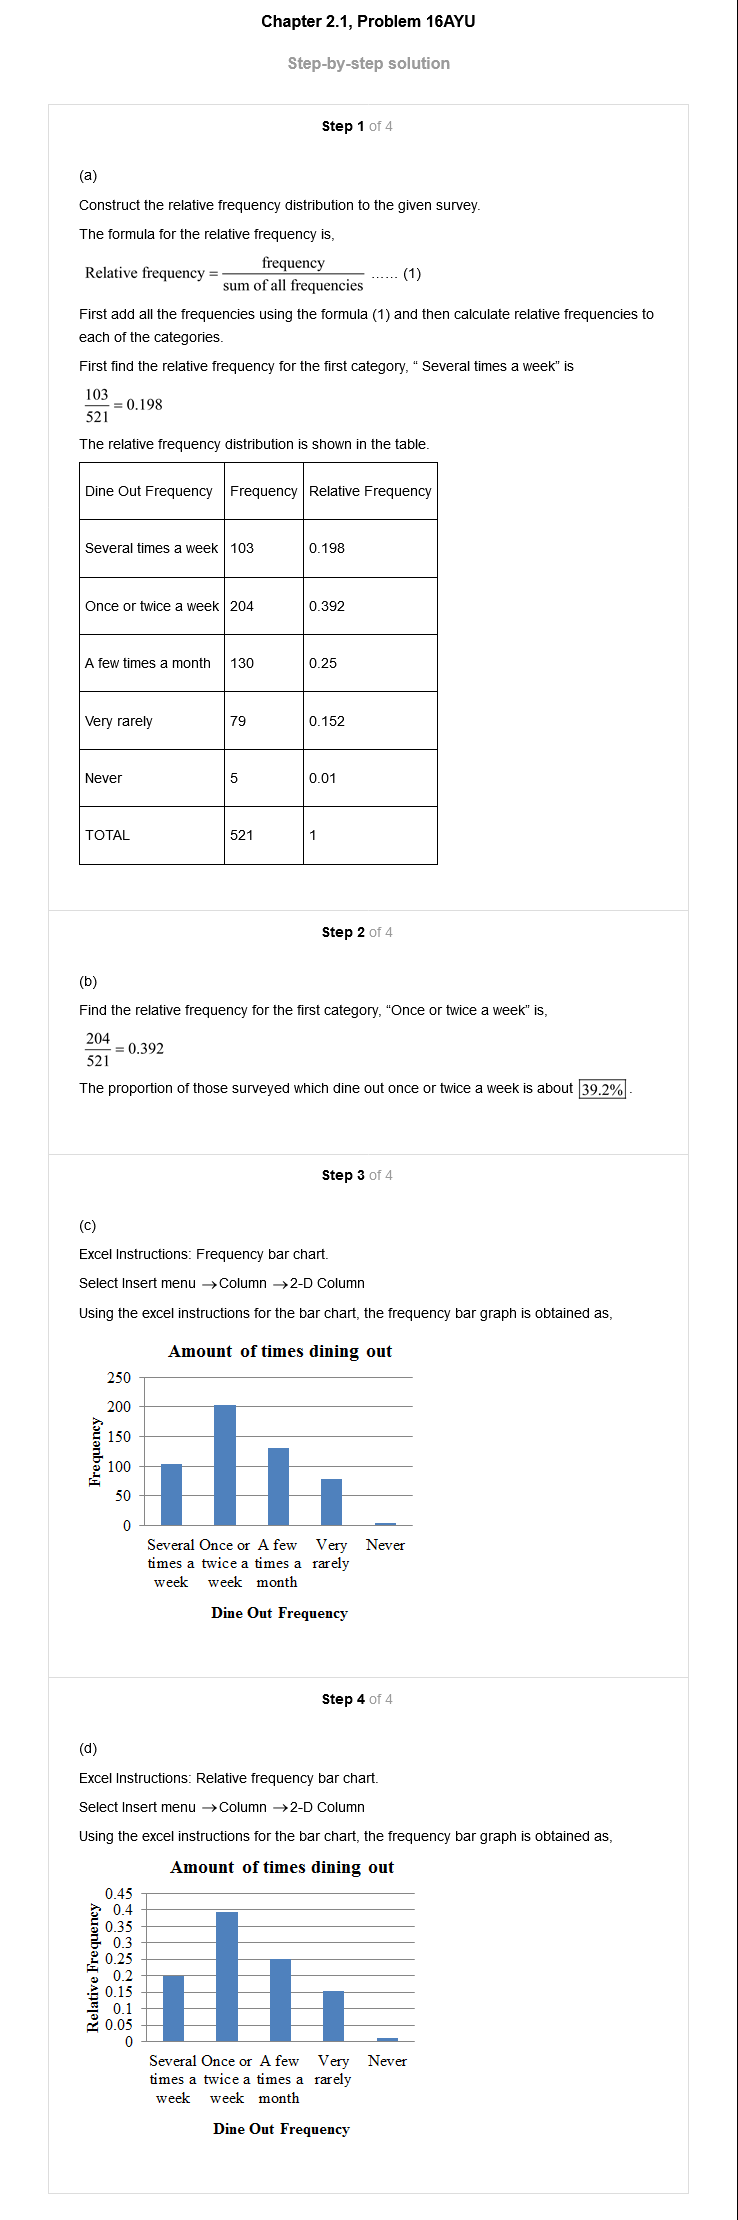 Chapter 2.1, Problem 16AYU
Step-by-step solution
Step 1 of 4
(a)
Construct the relative frequency distribution to the given survey.
The formula for the relative frequency is,
Relative frequency = frequency / sum of all frequencies ...... (1)
First add all the frequencies using the formula (1) and then calculate relative frequencies to
each of the categories.
First find the relative frequency for the first category, “ Several times a week” is
103/521 = 0.198
The relative frequency distribution is shown in the table.
Dine Out Frequency Frequency Relative Frequency
Several times a week 103 0.198
Once or twice a week 204 0.392
A few times a month 130 0.25
Very rarely 79 0.152
Never 5 0.01
TOTAL 521 1
Step 2 of 4
(b)
Find the relative frequency for the first category, “Once or twice a week” is,
204/521 = 0.392
The proportion of those surveyed which dine out once or twice a week is about 39.2% .
Step 3 of 4
(c)
Excel Instructions: Frequency bar chart.
Select Insert menu →Column →2-D Column
Using the excel instructions for the bar chart, the frequency bar graph is obtained as,
Amount of times dining out
250
200
150
100
50
0
Frequency
Several Once or A few Very Never
times a twice a times a rarely
week week month
Dine Out Frequency
Step 4 of 4
(d)
Excel Instructions: Relative frequency bar chart.
Select Insert menu →Column →2-D Column
Using the excel instructions for the bar chart, the frequency bar graph is obtained as,
Amount of times dining out
0.45
0.4
0.35
0.3
0.25
0.2
0.15
0.1
0.05
0
Relative Frequency
Several Once or A few Very Never
times a twice a times a rarely
week week month
Dine Out Frequency